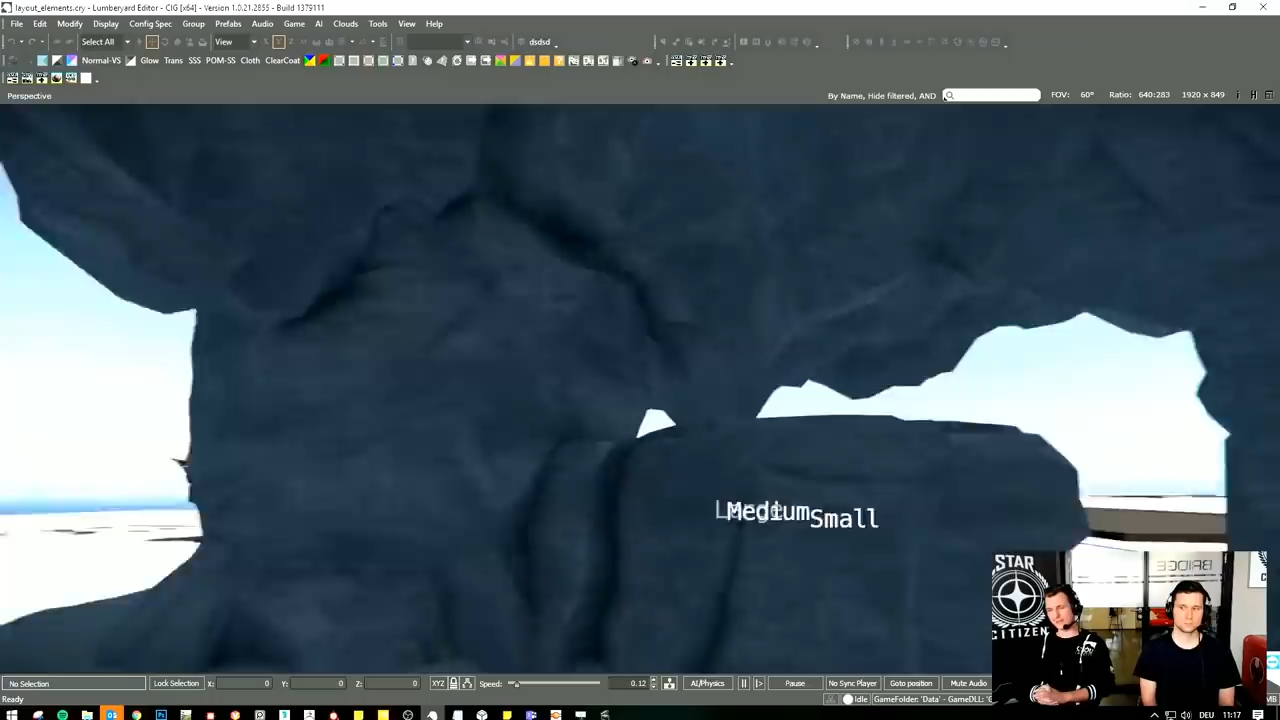 layout_elements.cry - Lumberyard Editor - CIG [x64] - Version 1.0.21.2855 - Build 1379111
File Edit Modify Display Config Spec Group Prefabs Audio Game AI Clouds Tools View Help
Select All View dsdsd
Normal-VS Glow Trans SSS POM-SS Cloth ClearCoat
Perspective By Name, Hide filtered, AND FOV: 60° Ratio: 640:283 1920 x 849
Large Medium Small
STAR CITIZEN
BRIDGE
No Selection Lock Selection X: 0 Y: 0 Z: 0 XYZ Speed: 0.12 AI/Physics Pause No Sync Player Goto position Mute Audio
Ready Idle GameFolder: 'Data' - GameDLL: 'G
DEU 11:17